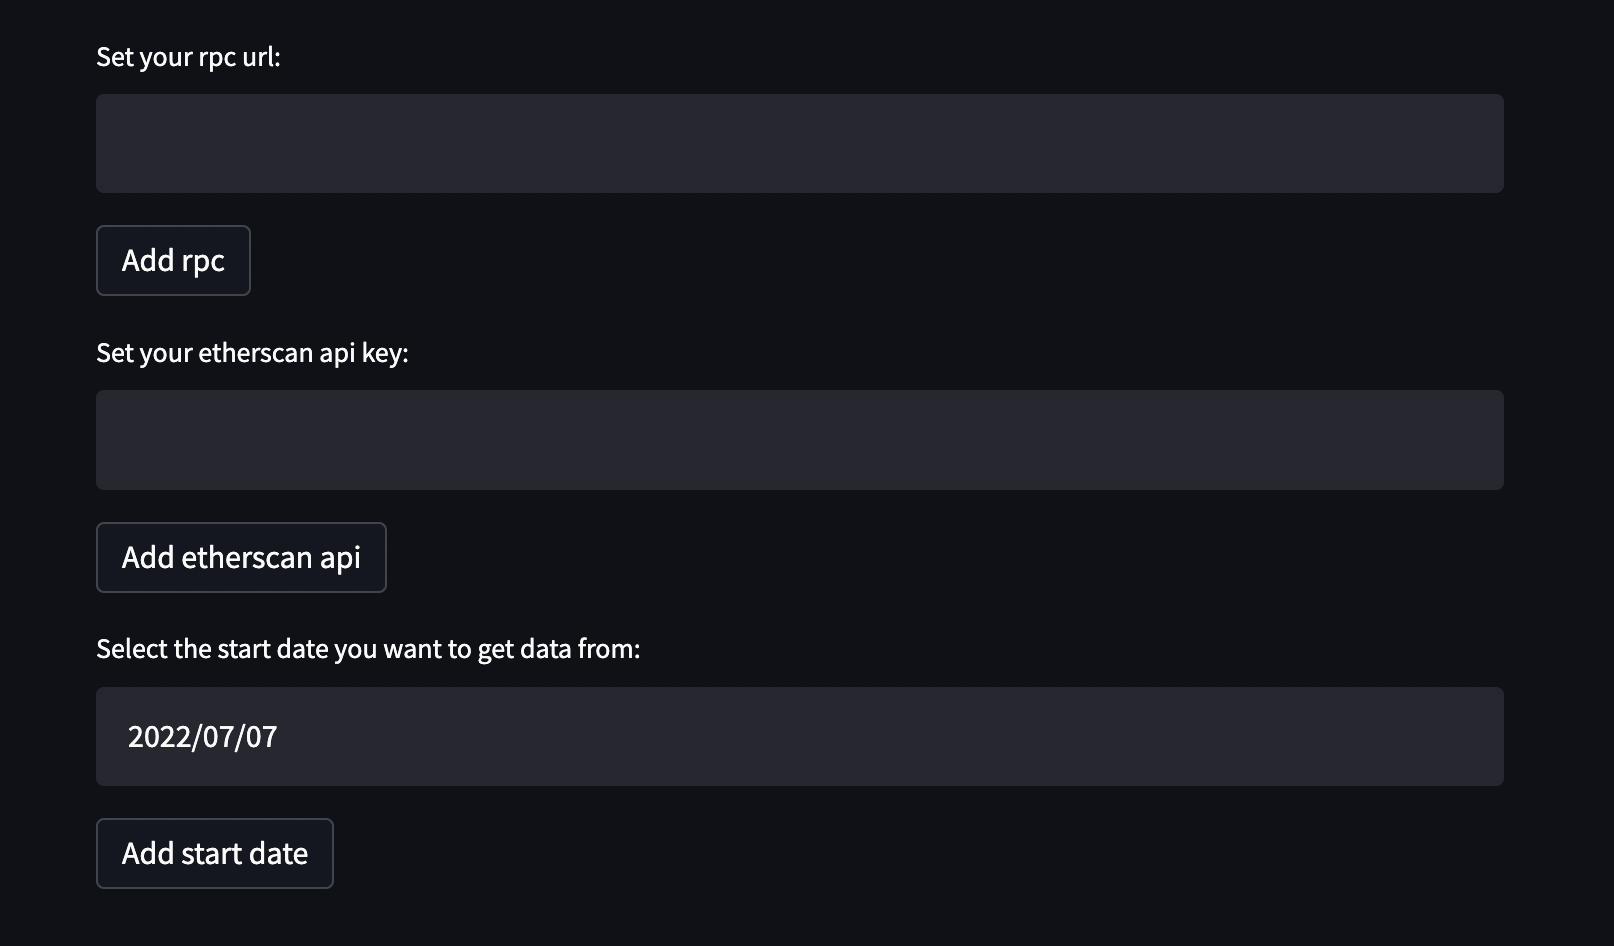 Set your rpc url:
Add rpc
Set your etherscan api key:
Add etherscan api
Select the start date you want to get data from:
2022/07/07
Add start date